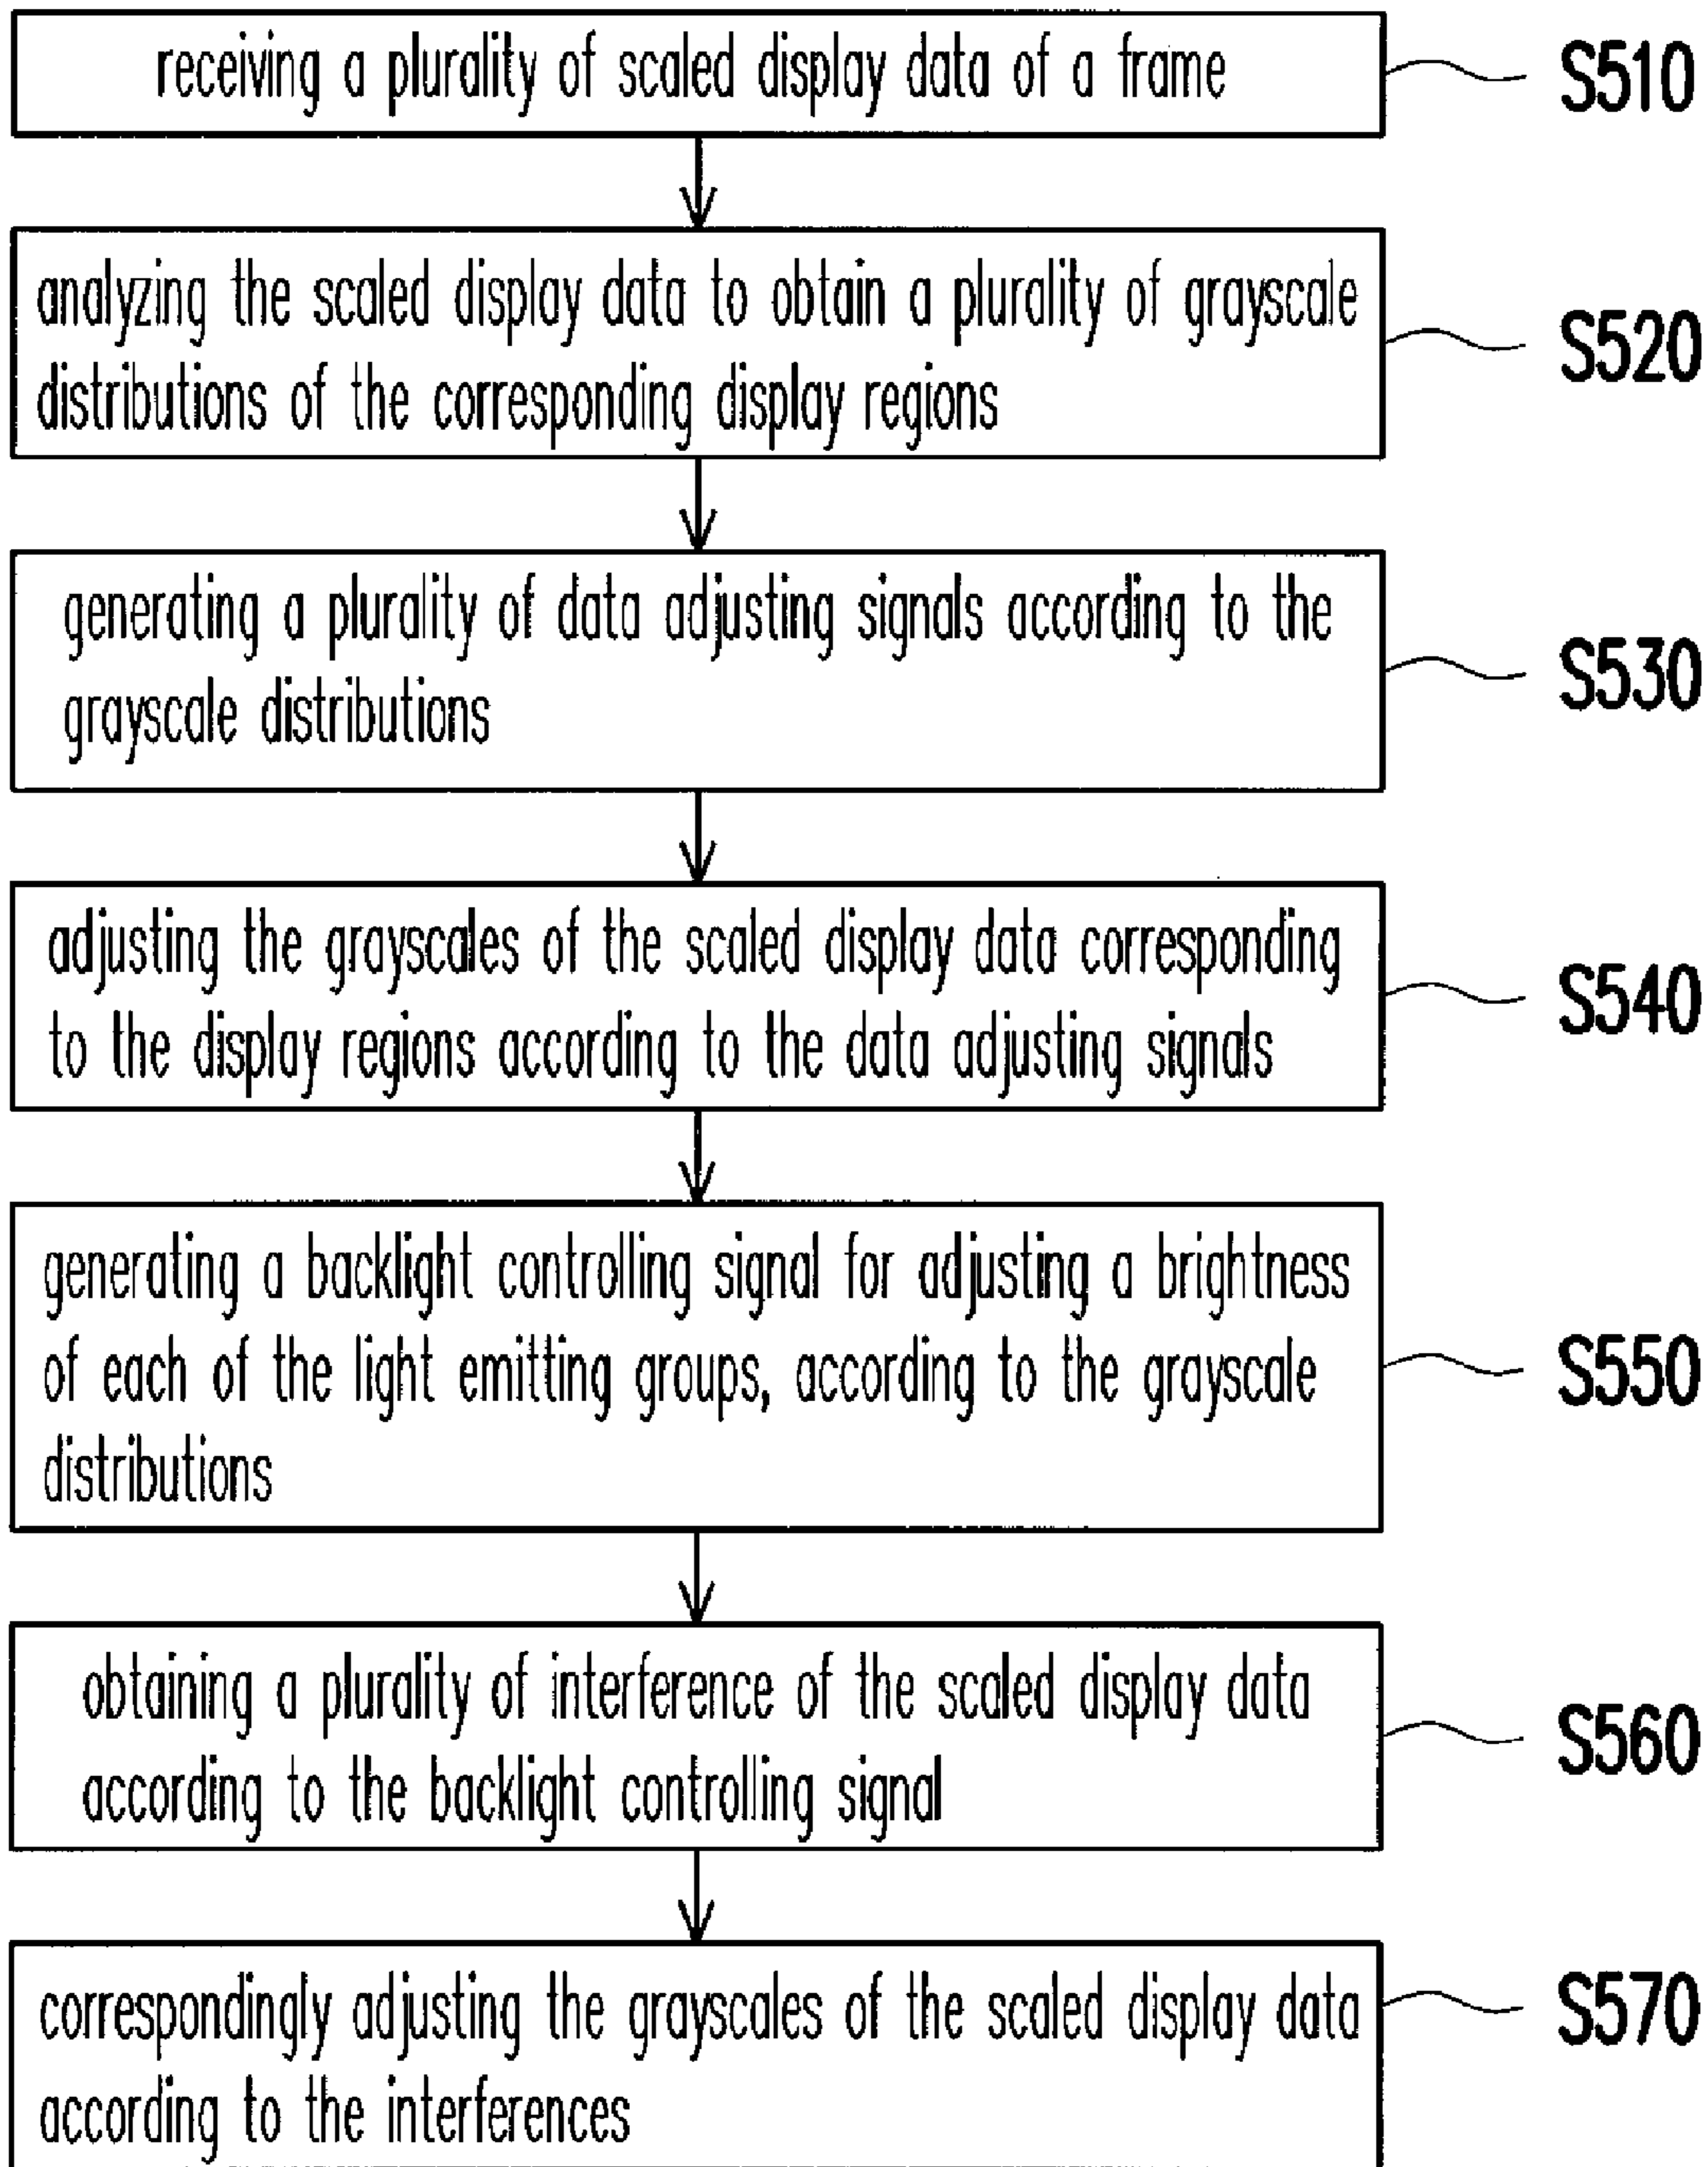 receiving a plurality of scaled display data of a frame
S510
analyzing the scaled display data to obtain a plurality of grayscale
distributions of the corresponding display regions
S520
generating a plurality of data adjusting signals according to the
grayscale distributions
S530
adjusting the grayscales of the scaled display data corresponding
to the display regions according to the data adjusting signals
S540
generating a backlight controlling signal for adjusting a brightness
of each of the light emitting groups, according to the grayscale
distributions
S550
obtaining a plurality of interference of the scaled display data
according to the backlight controlling signal
S560
correspondingly adjusting the grayscales of the scaled display data
according to the interferences
S570